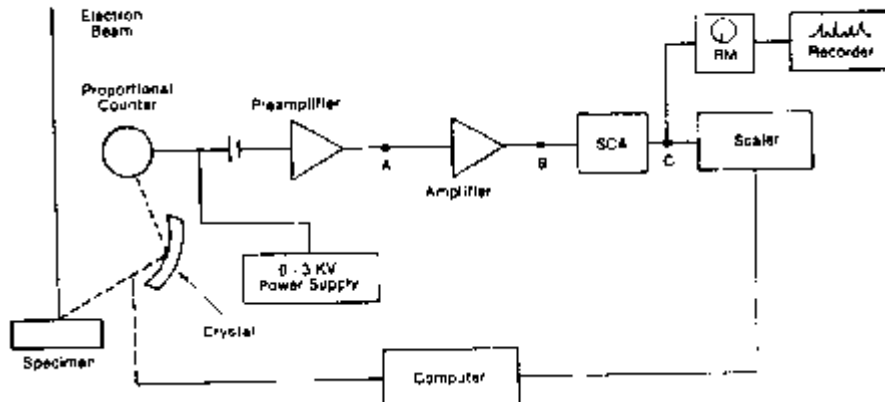 Electron
Beam
Proportional
Counter
Preamplifier
A
Amplifier
B
SCA
C
RM
Recorder
Scaler
0 - 3 KV
Power Supply
Crystal
Specimen
Computer